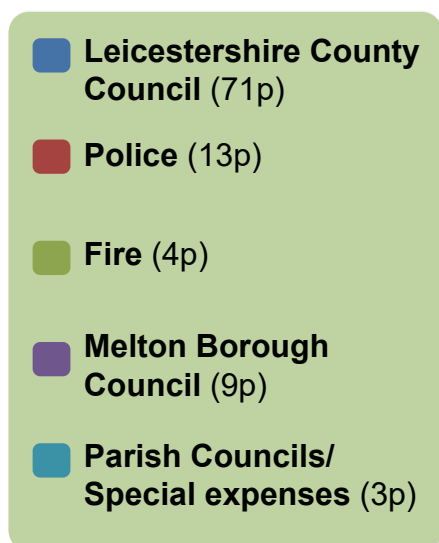 Leicestershire County
Council (71p)
Police (13p)
Fire (4p)
Melton Borough
Council (9p)
Parish Councils/
Special expenses (3p)